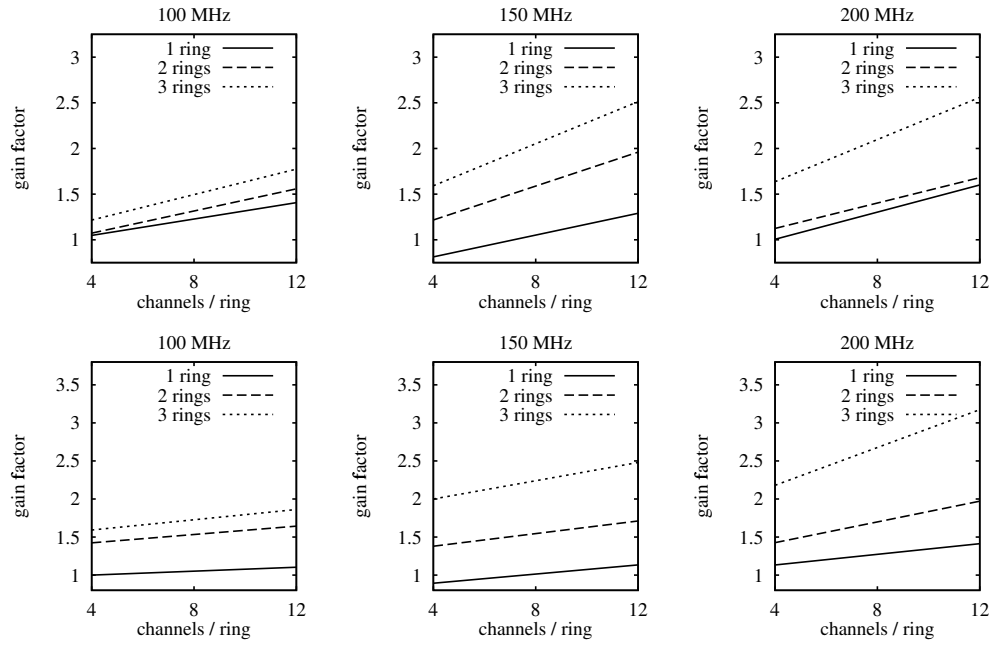 100 MHz
3
2.5
2
1.5
1
gain factor
1 ring
2 rings
3 rings
4 8 12
channels / ring
150 MHz
3
2.5
2
1.5
1
gain factor
1 ring
2 rings
3 rings
4 8 12
channels / ring
200 MHz
3
2.5
2
1.5
1
gain factor
1 ring
2 rings
3 rings
4 8 12
channels / ring
100 MHz
3.5
3
2.5
2
1.5
1
gain factor
1 ring
2 rings
3 rings
4 8 12
channels / ring
150 MHz
3.5
3
2.5
2
1.5
1
gain factor
1 ring
2 rings
3 rings
4 8 12
channels / ring
200 MHz
3.5
3
2.5
2
1.5
1
gain factor
1 ring
2 rings
3 rings
4 8 12
channels / ring